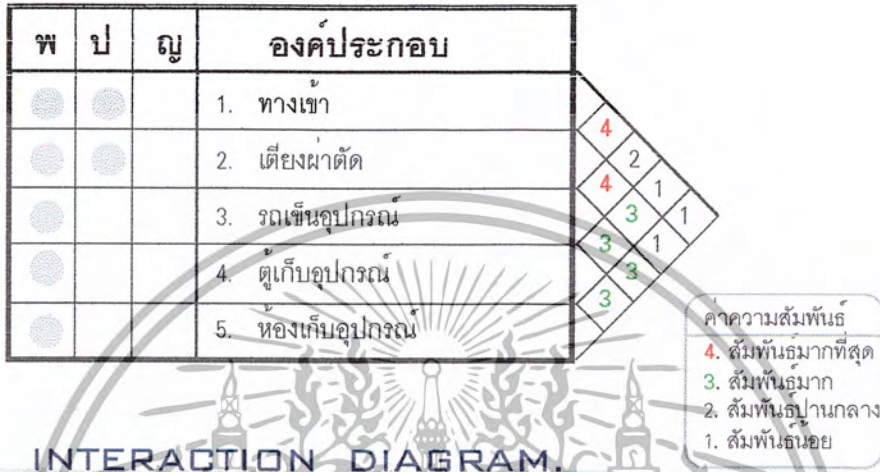 พ ป ญ องค์ประกอบ
1. ทางเข้า
2. เตียงผ่าตัด
3. รถเข็นอุปกรณ์
4. ตู้เก็บอุปกรณ์
5. ห้องเก็บอุปกรณ์
4
2
4 1
3 1
3 1
3
3
ค่าความสัมพันธ์
4. สัมพันธ์มากที่สุด
3. สัมพันธ์มาก
2. สัมพันธ์ปานกลาง
1. สัมพันธ์น้อย
INTERACTION DIAGRAM.